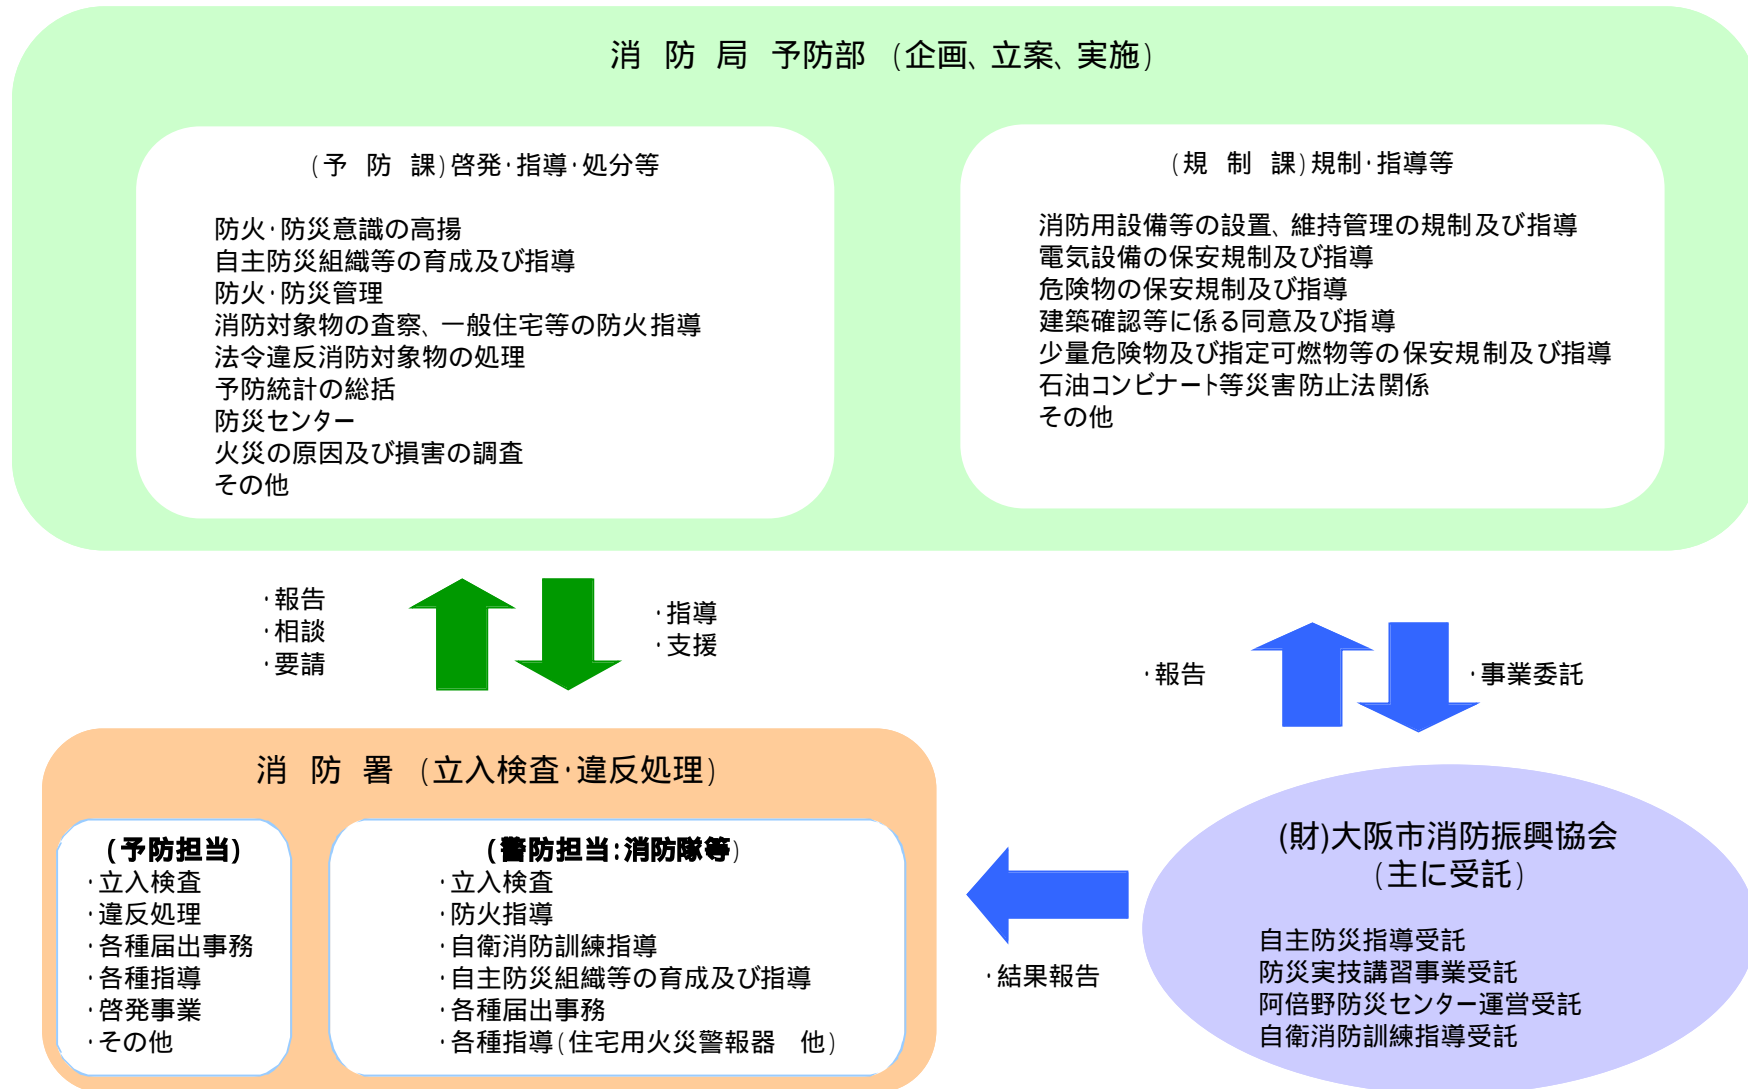 消 防 局 予防部 (企画、立案、実施)
(予 防 課)啓発・指導・処分等
防火・防災意識の高揚
自主防災組織等の育成及び指導
防火・防災管理
消防対象物の査察、一般住宅等の防火指導
法令違反消防対象物の処理
予防統計の総括
防災センター
火災の原因及び損害の調査
その他
(規 制 課)規制・指導等
消防用設備等の設置、維持管理の規制及び指導
電気設備の保安規制及び指導
危険物の保安規制及び指導
建築確認等に係る同意及び指導
少量危険物及び指定可燃物等の保安規制及び指導
石油コンビナート等災害防止法関係
その他
・報告
・相談
・要請
・指導
・支援
・報告
・事業委託
消 防 署 (立入検査・違反処理)
(予防担当)
・立入検査
・違反処理
・各種届出事務
・各種指導
・啓発事業
・その他
(警防担当:消防隊等)
・立入検査
・防火指導
・自衛消防訓練指導
・自主防災組織等の育成及び指導
・各種届出事務
・各種指導(住宅用火災警報器 他)
・結果報告
(財)大阪市消防振興協会
(主に受託)
自主防災指導受託
防災実技講習事業受託
阿倍野防災センター運営受託
自衛消防訓練指導受託